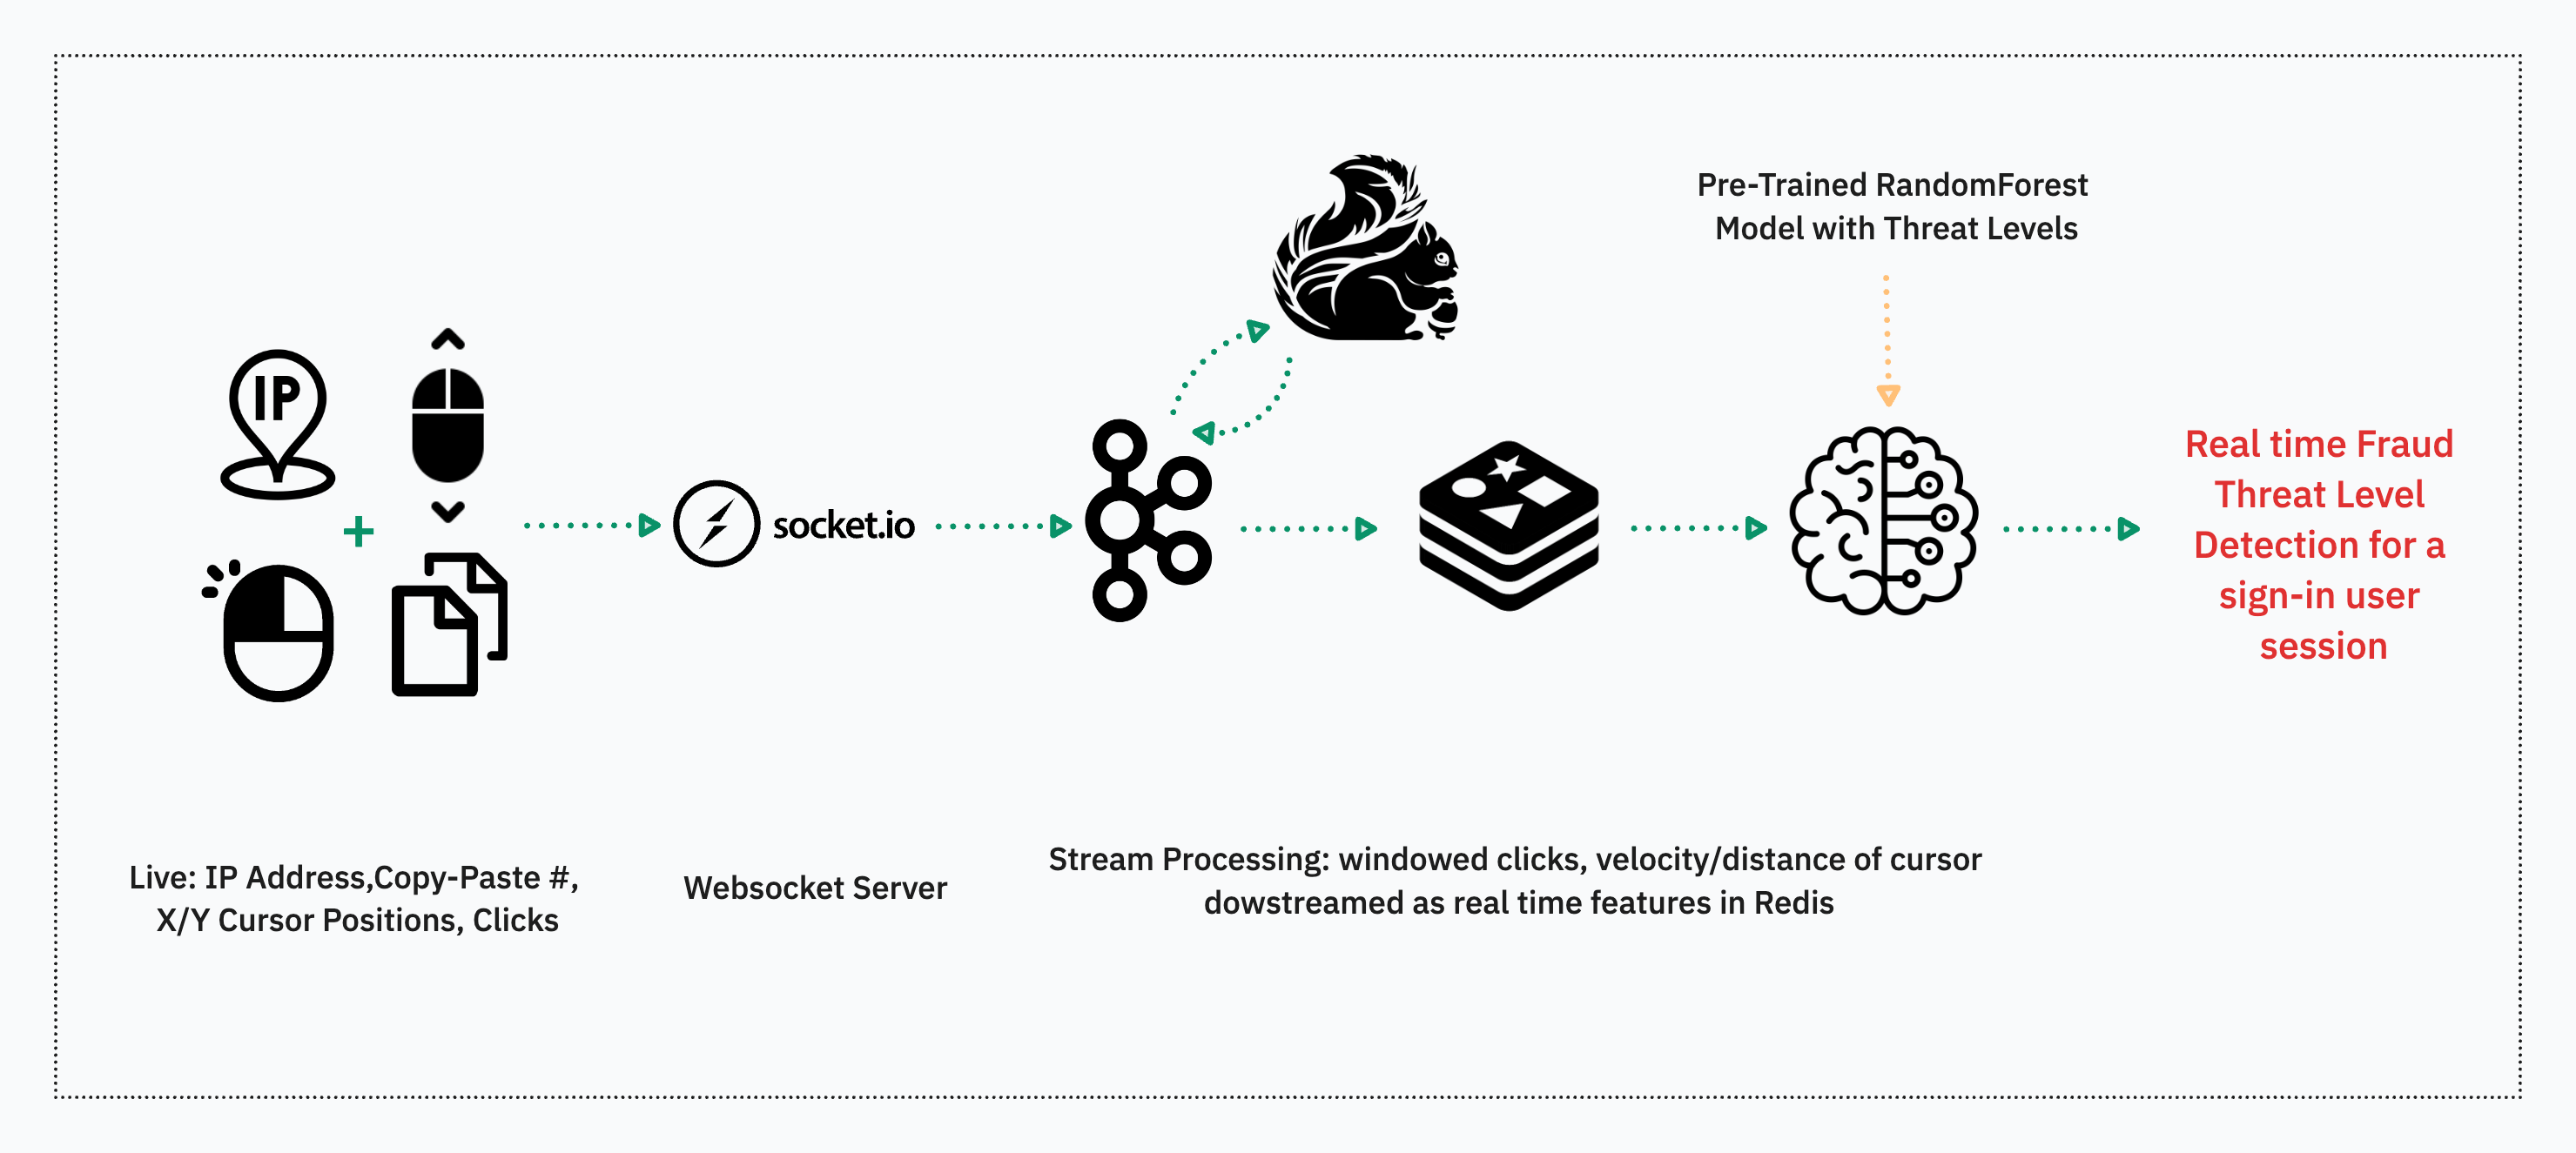 Pre-Trained RandomForest
Model with Threat Levels
IP
socket.io
Real time Fraud
Threat Level
Detection for a
sign-in user
session
Live: IP Address,Copy-Paste #,
X/Y Cursor Positions, Clicks
Websocket Server
Stream Processing: windowed clicks, velocity/distance of cursor
dowstreamed as real time features in Redis